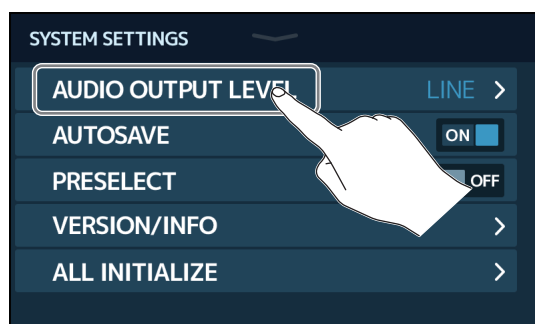 SYSTEM SETTINGS
AUDIO OUTPUT LEVEL LINE
AUTOSAVE ON
PRESELECT OFF
VERSION/INFO
ALL INITIALIZE